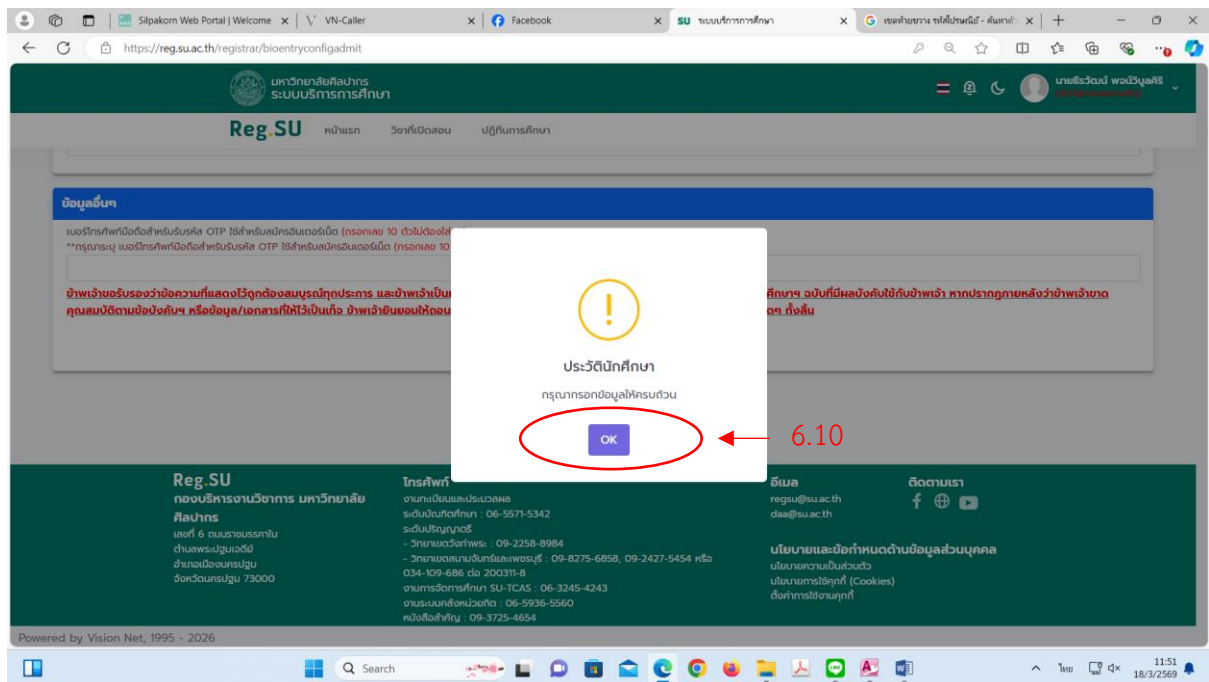 Silpakorn Web Portal | Welcome
VN-Caller
Facebook
SU ระบบบริการการศึกษา
https://reg.su.ac.th/registrar/bioentryconfigadmit
มหาวิทยาลัยศิลปากร
ระบบบริการการศึกษา
นายธีรวัฒน์ พจน์วิบูลศิริ
Reg.SU หน้าแรก วิชาที่เปิดสอน ปฏิทินการศึกษา
ข้อมูลอื่นๆ
เบอร์โทรศัพท์มือถือสำหรับรับรหัส OTP ใช้สำหรับสมัครอินเตอร์เน็ต (กรอกเลข 10 ตัวไม่ต้องใส่
**กรุณาระบุ เบอร์โทรศัพท์มือถือสำหรับรับรหัส OTP ใช้สำหรับสมัครอินเตอร์เน็ต (กรอกเลข 10
ข้าพเจ้าขอรับรองว่าข้อความที่แสดงไว้ถูกต้องสมบูรณ์ทุกประการ และข้าพเจ้าเป็น ศึกษาฯ ฉบับที่มีผลบังคับใช้กับข้าพเจ้า หากปรากฏภายหลังว่าข้าพเจ้าขาด
คุณสมบัติตามข้อบังคับฯ หรือข้อมูล/เอกสารที่ให้ไว้เป็นเท็จ ข้าพเจ้ายินยอมให้ถอน ดๆ ทั้งสิ้น
!
ประวัตินักศึกษา
กรุณากรอกข้อมูลให้ครบถ้วน
OK
6.10
Reg.SU
กองบริหารงานวิชาการ มหาวิทยาลัย
ศิลปากร
เลขที่ 6 ถนนราชมรรคาใน
ตำบลพระปฐมเจดีย์
อำเภอเมืองนครปฐม
จังหวัดนครปฐม 73000
โทรศัพท์
งานทะเบียนและประมวลผล
ระดับบัณฑิตศึกษา : 06-5571-5342
ระดับปริญญาตรี
- วิทยาเขตวังท่าพระ : 09-2258-8984
- วิทยาเขตสนามจันทร์และเพชรบุรี : 09-8275-6858, 09-2427-5454 หรือ
034-109-686 ต่อ 200311-8
งานการจัดการศึกษา SU-TCAS : 06-3245-4243
งานระบบคลังหน่วยกิต : 06-5936-5560
หนังสือสำคัญ : 09-3725-4654
อีเมล
regsu@su.ac.th
daa@su.ac.th
นโยบายและข้อกำหนดด้านข้อมูลส่วนบุคคล
นโยบายความเป็นส่วนตัว
นโยบายการใช้คุกกี้ (Cookies)
ตั้งค่าการใช้งานคุกกี้
ติดตามเรา
Powered by Vision Net, 1995 - 2026
Search
ไทย
11:51
18/3/2569